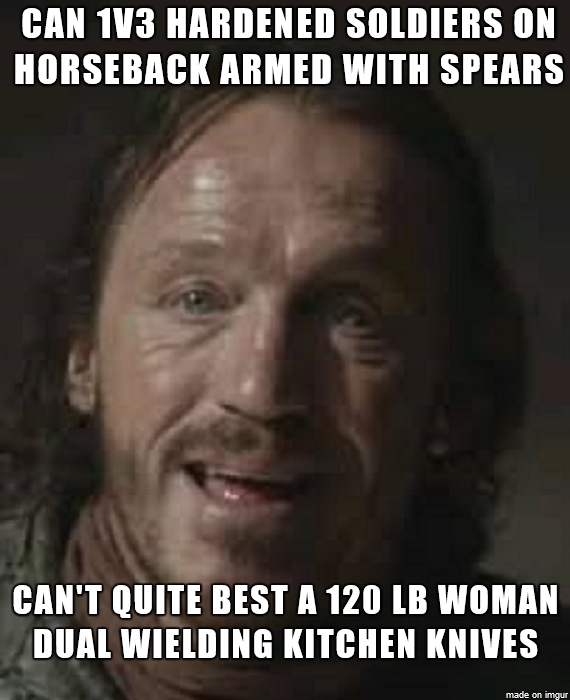 CAN 1V3 HARDENED SOLDIERS ON
HORSEBACK ARMED WITH SPEARS
CAN'T QUITE BEST A 120 LB WOMAN
DUAL WIELDING KITCHEN KNIVES
made on imgur